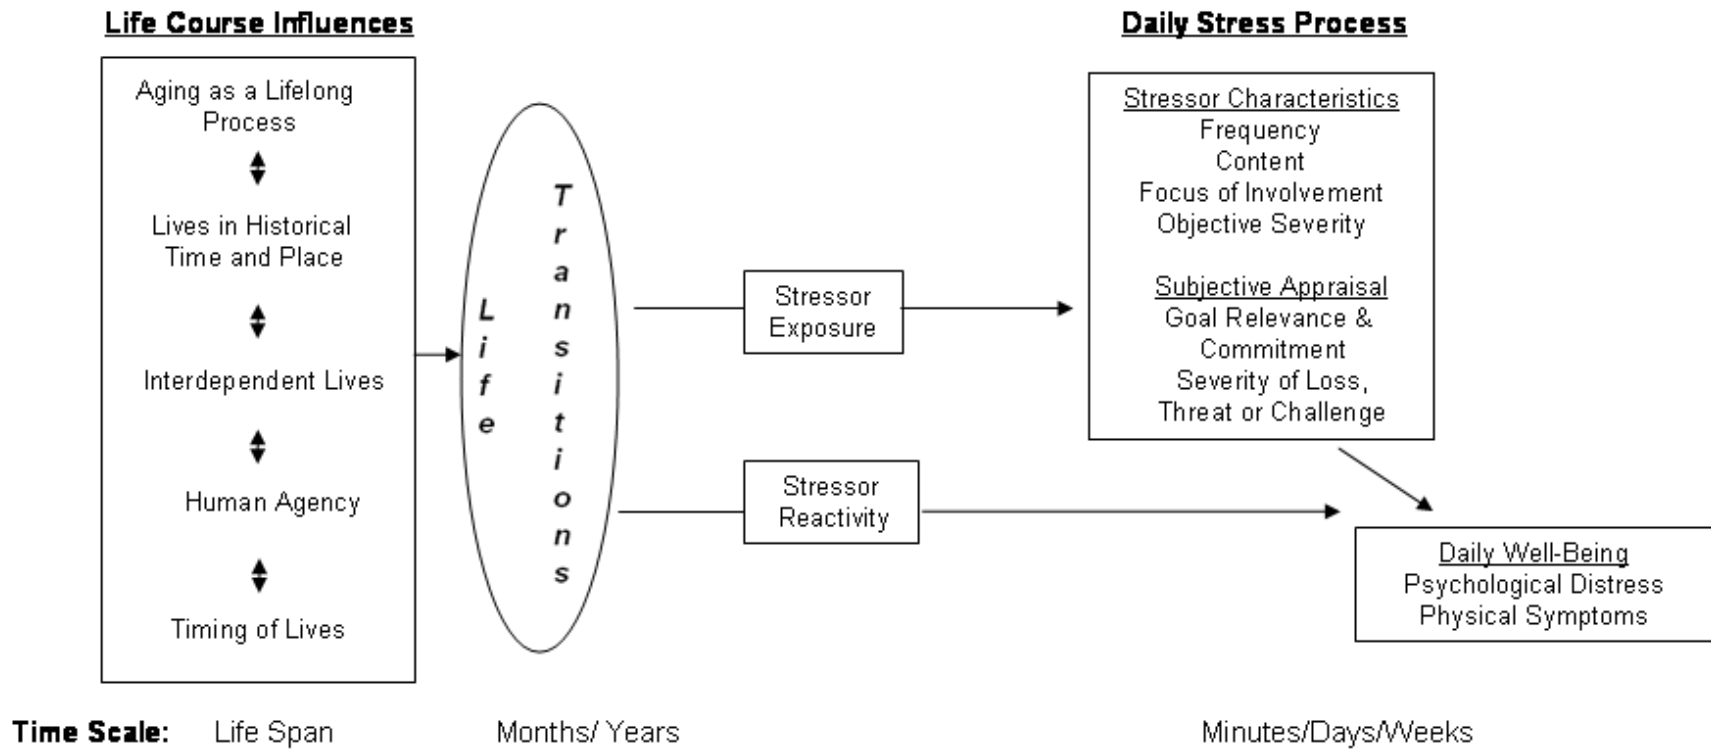 Life Course Influences
Aging as a Lifelong
Process
Lives in Historical
Time and Place
Interdependent Lives
Human Agency
Timing of Lives
Life
Transitions
Stressor
Exposure
Stressor
Reactivity
Daily Stress Process
Stressor Characteristics
Frequency
Content
Focus of Involvement
Objective Severity
Subjective Appraisal
Goal Relevance &
Commitment
Severity of Loss,
Threat or Challenge
Daily Well-Being
Psychological Distress
Physical Symptoms
Time Scale: Life Span Months/ Years Minutes/Days/Weeks